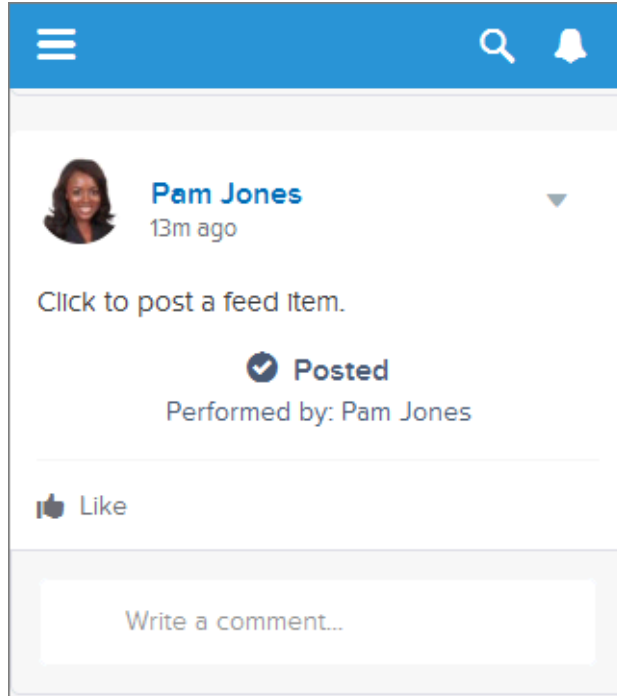 Pam Jones
13m ago
Click to post a feed item.
Posted
Performed by: Pam Jones
Like
Write a comment...